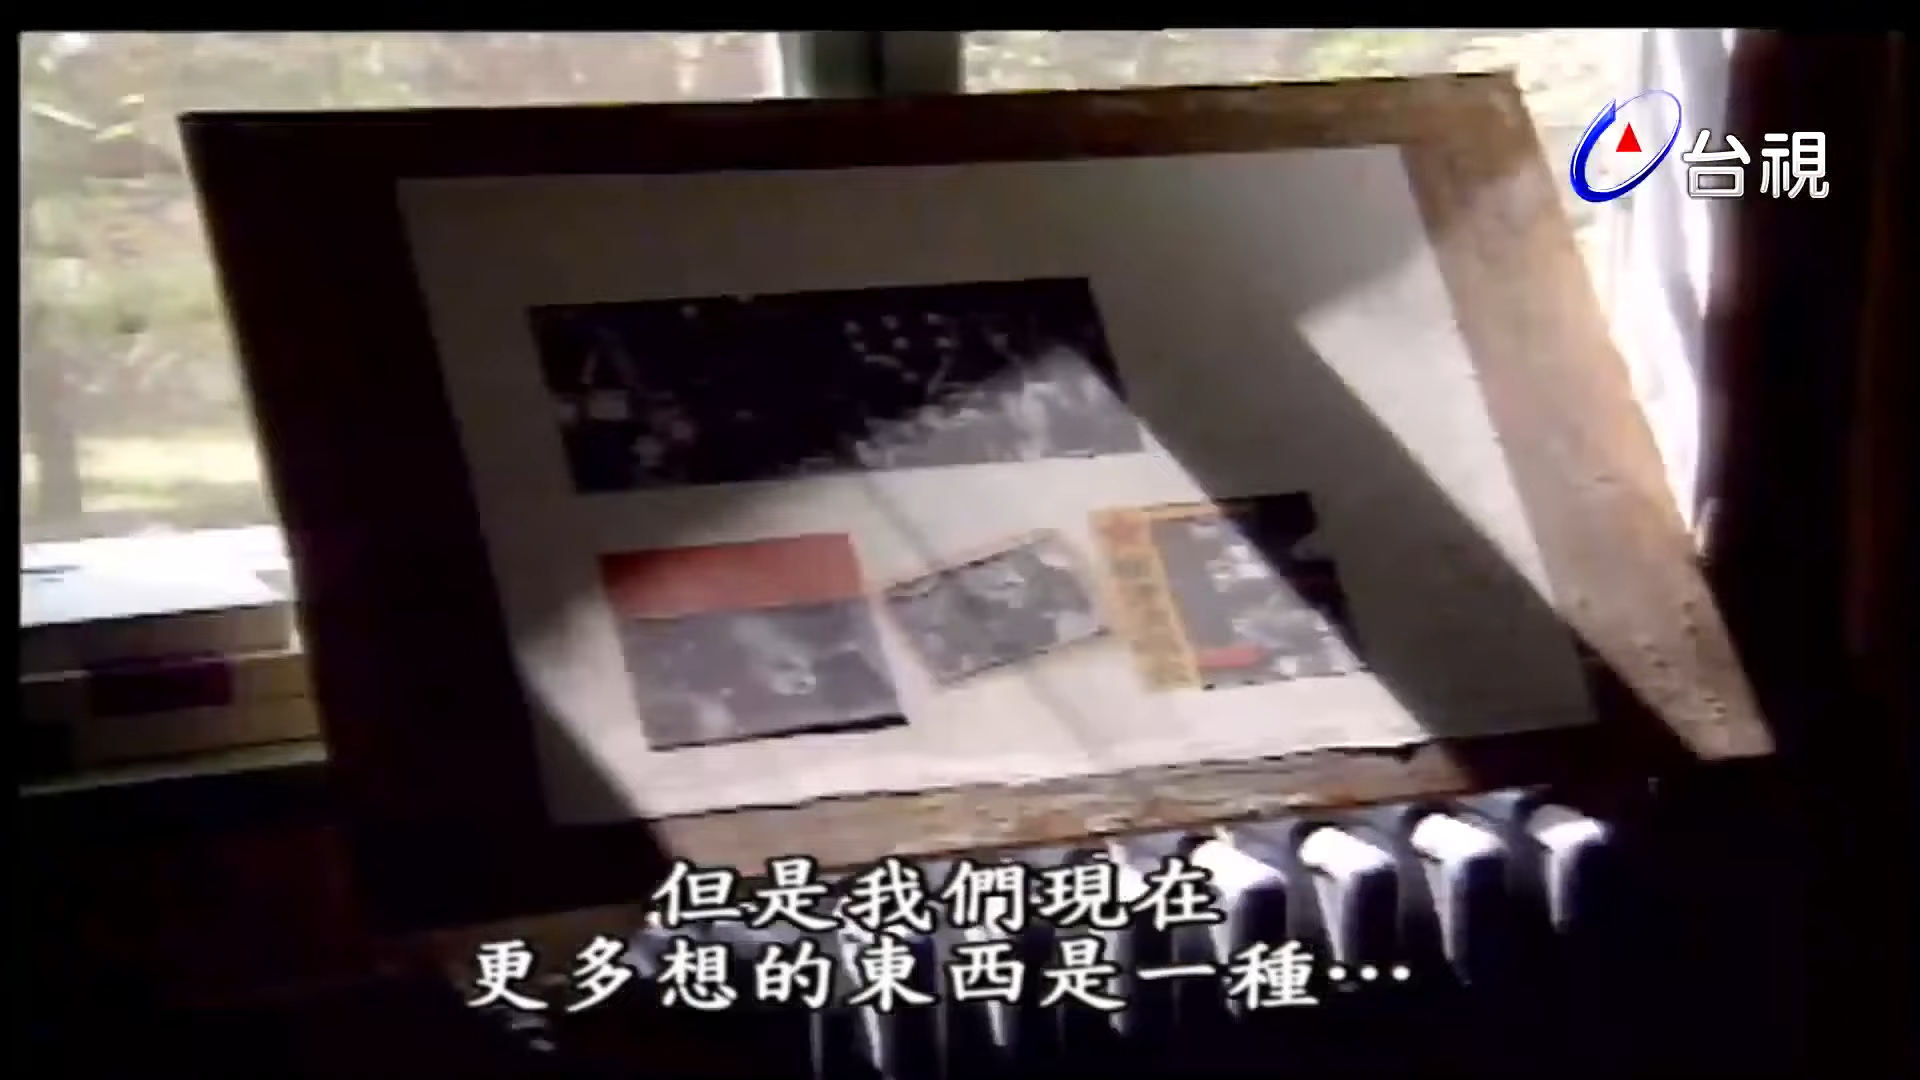 台視
但是我們現在
更多想的東西是一種…